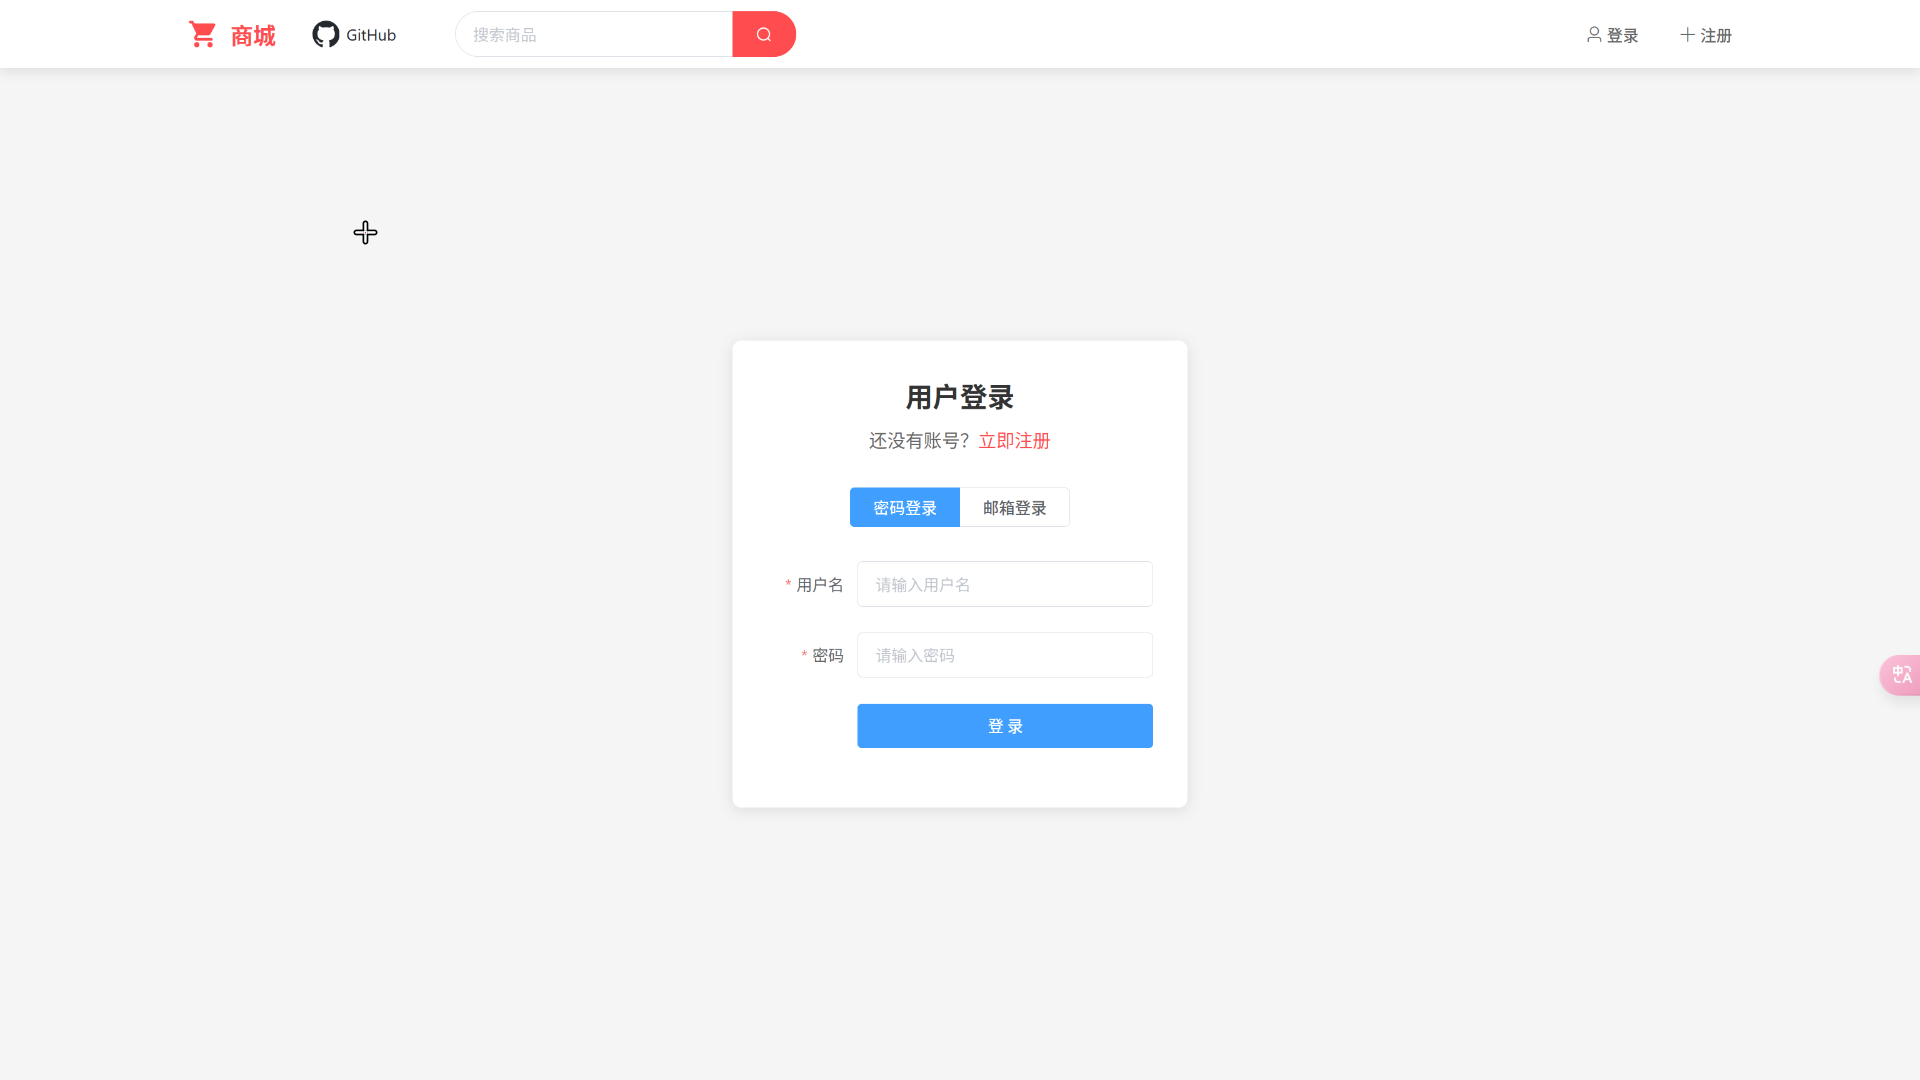 商城
GitHub
搜索商品
登录
注册
用户登录
还没有账号？立即注册
密码登录
邮箱登录
* 用户名
请输入用户名
* 密码
请输入密码
登 录
中A